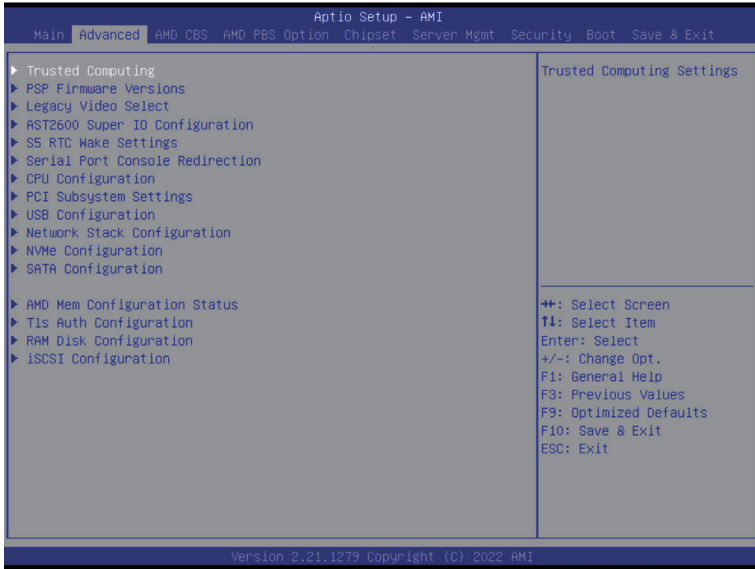 Aptio Setup - AMI
Main Advanced AMD CBS AMD PBS Option Chipset Server Mgmt Security Boot Save & Exit
Trusted Computing
PSP Firmware Versions
Legacy Video Select
AST2600 Super IO Configuration
S5 RTC Wake Settings
Serial Port Console Redirection
CPU Configuration
PCI Subsystem Settings
USB Configuration
Network Stack Configuration
NVMe Configuration
SATA Configuration
AMD Mem Configuration Status
Tls Auth Configuration
RAM Disk Configuration
iSCSI Configuration
Trusted Computing Settings
→←: Select Screen
↑↓: Select Item
Enter: Select
+/-: Change Opt.
F1: General Help
F3: Previous Values
F9: Optimized Defaults
F10: Save & Exit
ESC: Exit
Version 2.21.1279 Copyright (C) 2022 AMI